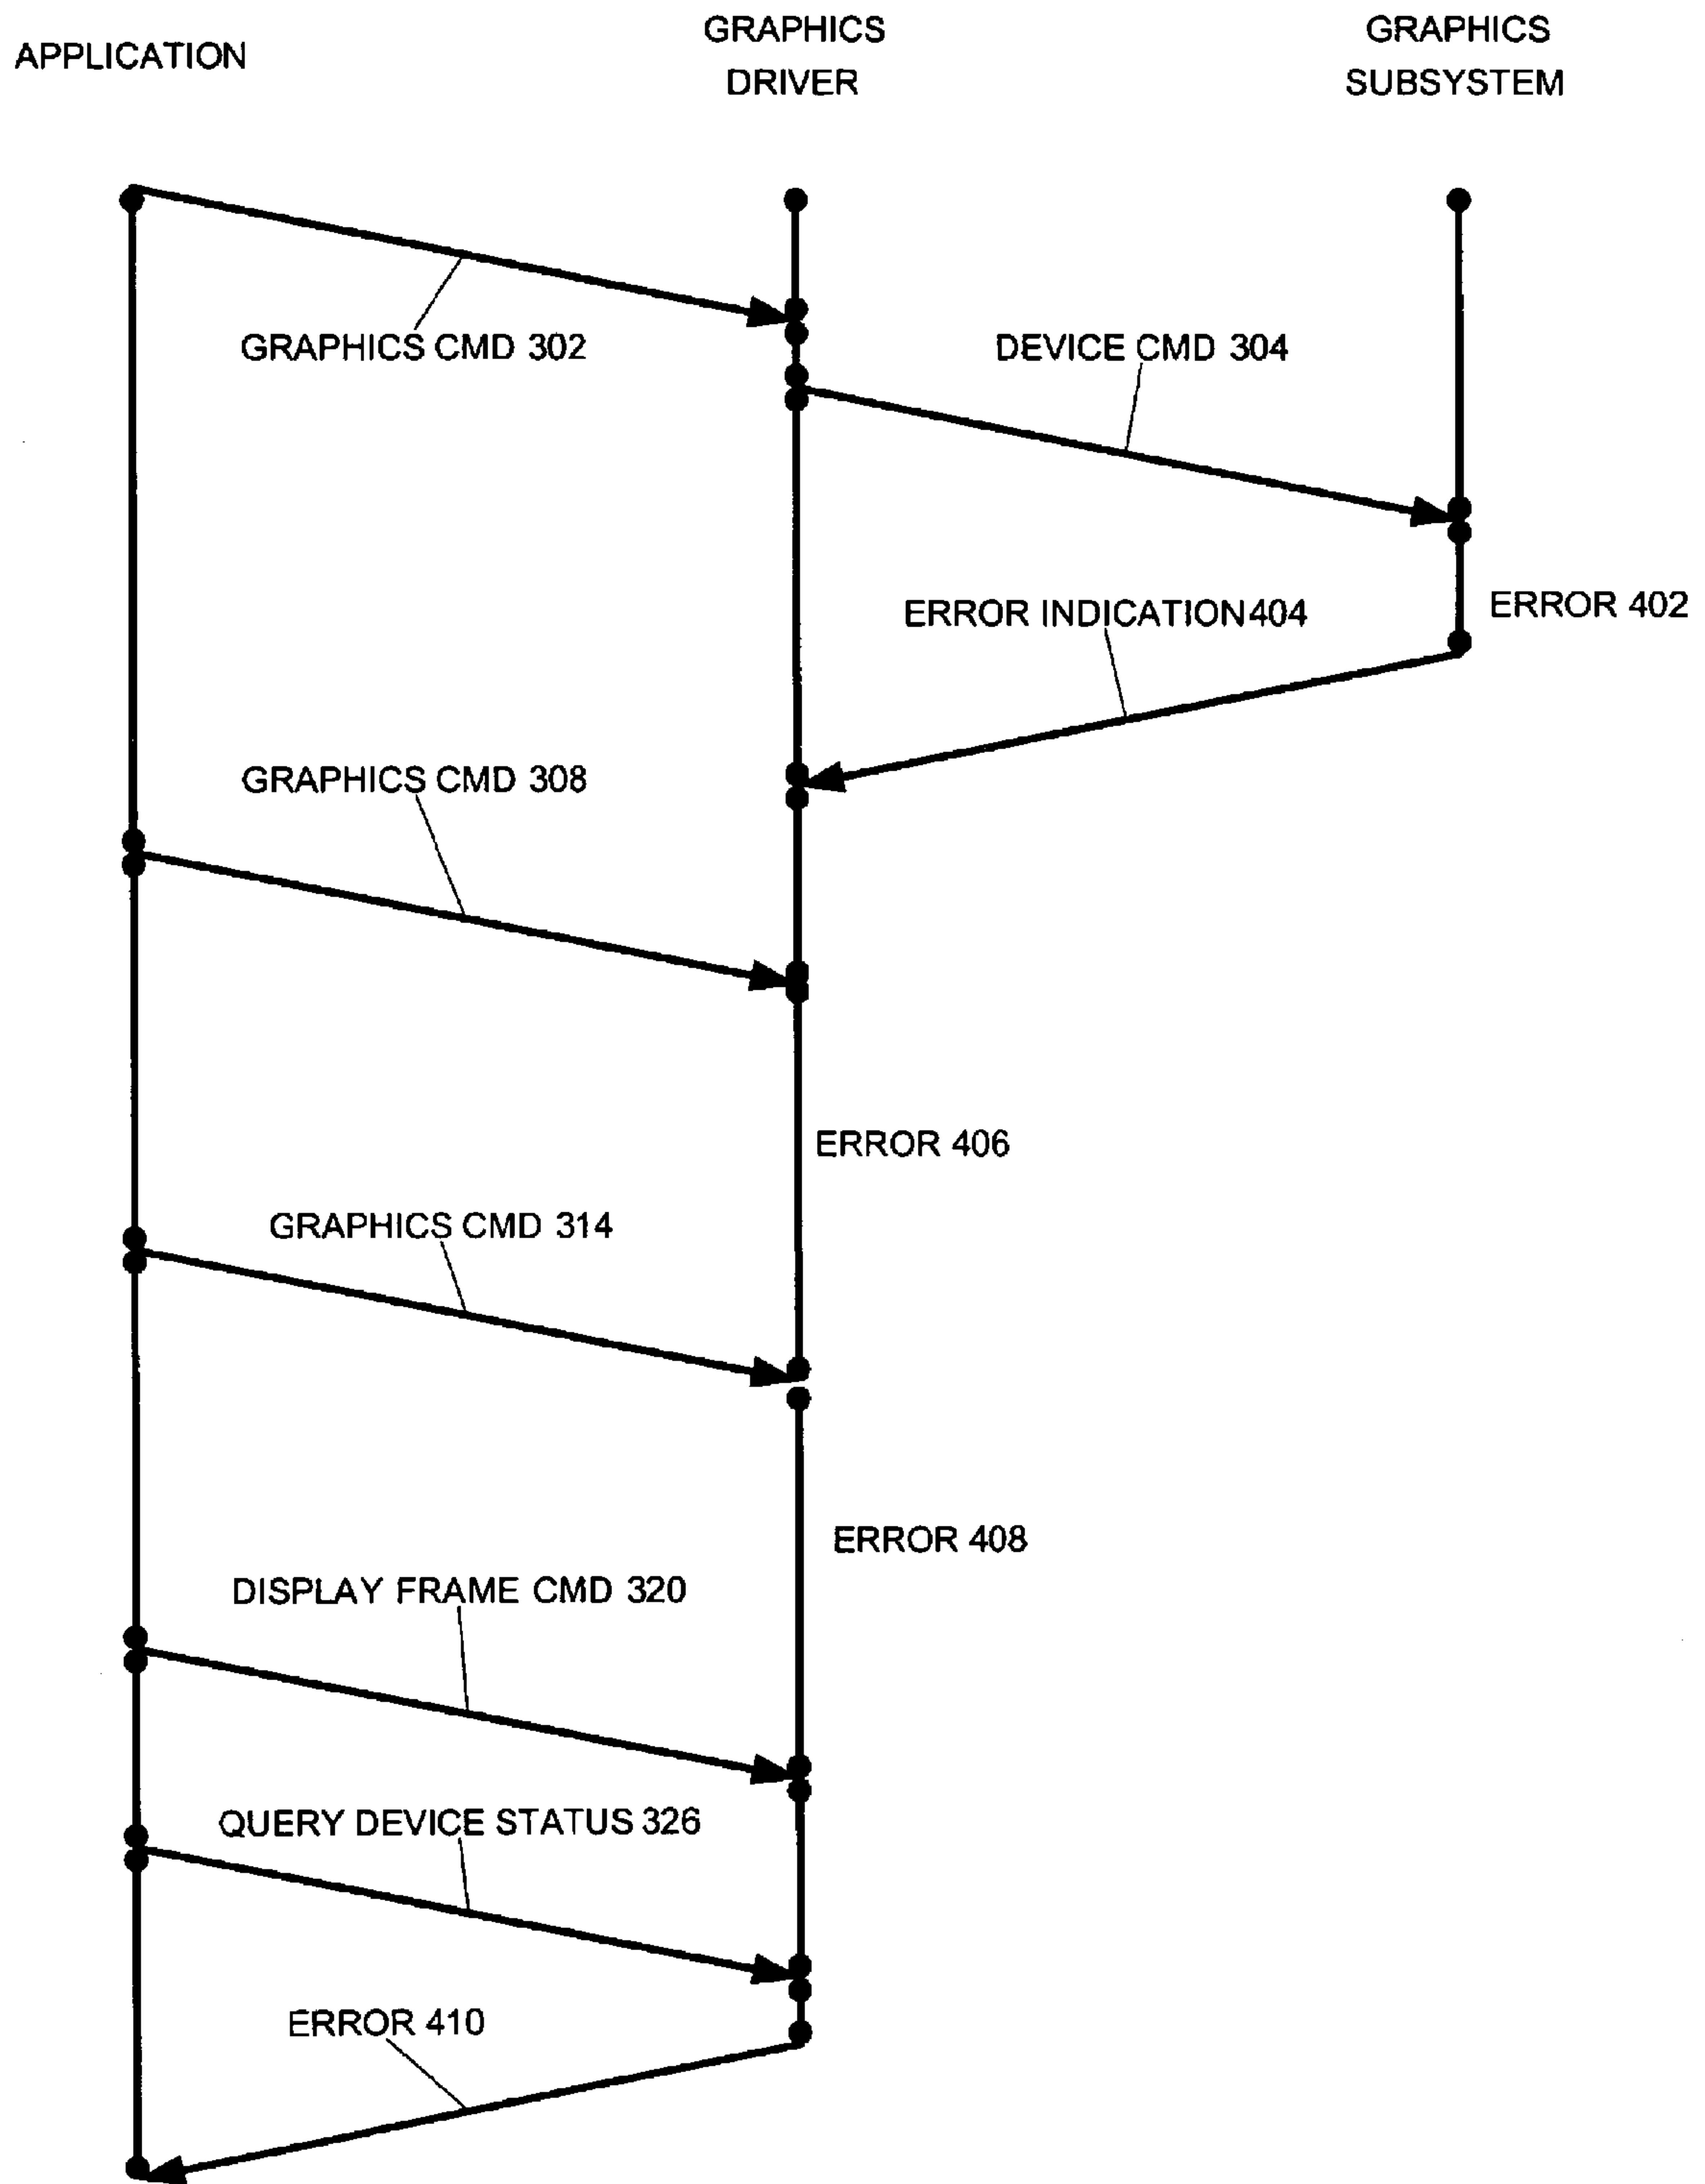 APPLICATION
GRAPHICS
DRIVER
GRAPHICS
SUBSYSTEM
GRAPHICS CMD 302
DEVICE CMD 304
ERROR INDICATION404
ERROR 402
GRAPHICS CMD 308
ERROR 406
GRAPHICS CMD 314
ERROR 408
DISPLAY FRAME CMD 320
QUERY DEVICE STATUS 326
ERROR 410